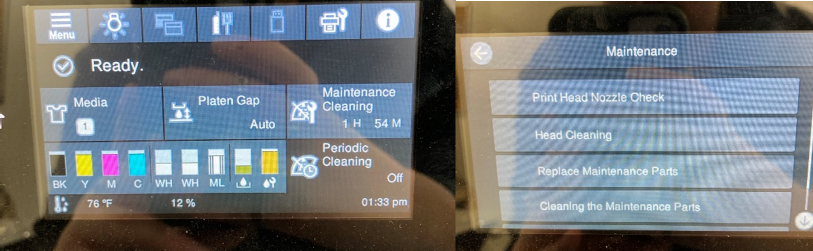 Menu
Ready.
Media
1
Platen Gap
Auto
Maintenance
Cleaning
1 H 54 M
BK Y M C WH WH ML
Periodic
Cleaning
Off
76 °F 12 % 01:33 pm
Maintenance
Print Head Nozzle Check
Head Cleaning
Replace Maintenance Parts
Cleaning the Maintenance Parts